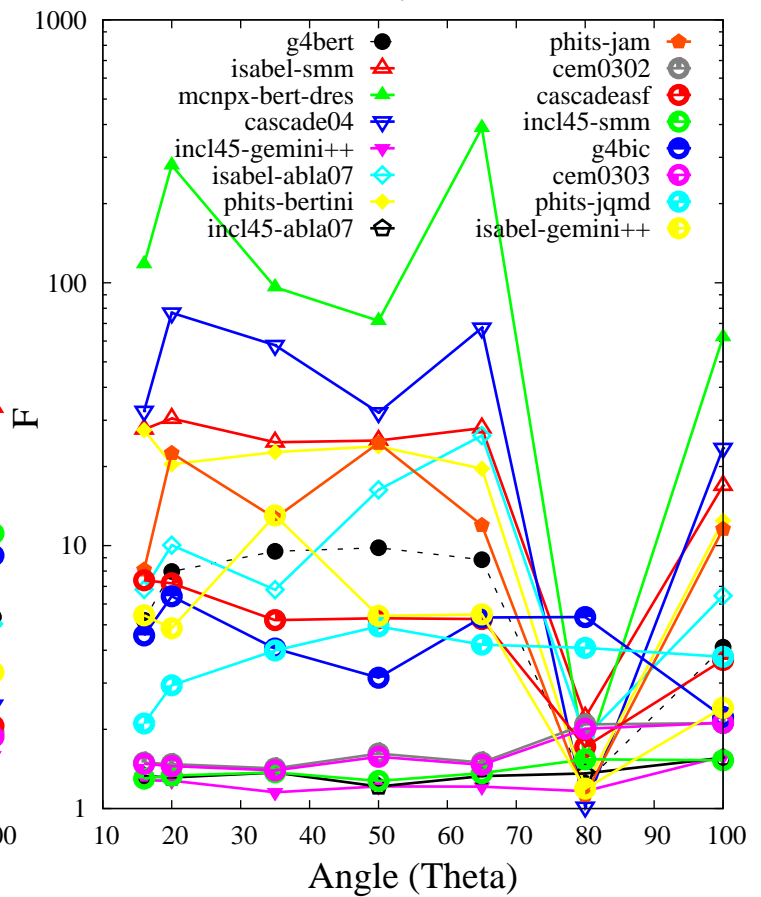 1000
100
10
1
F
g4bert
isabel-smm
mcnpx-bert-dres
cascade04
incl45-gemini++
isabel-abla07
phits-bertini
incl45-abla07
phits-jam
cem0302
cascadeasf
incl45-smm
g4bic
cem0303
phits-jqmd
isabel-gemini++
00
10 20 30 40 50 60 70 80 90 100
Angle (Theta)